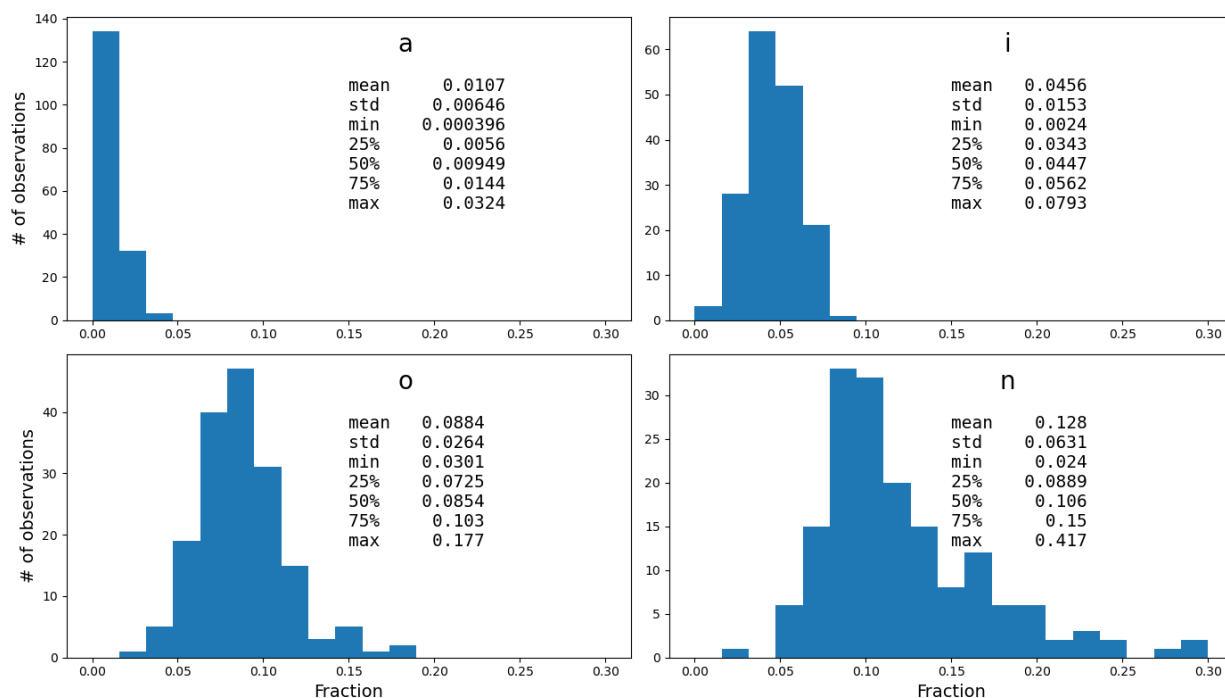 a
mean 0.0107
std 0.00646
min 0.000396
25% 0.0056
50% 0.00949
75% 0.0144
max 0.0324
# of observations
140
120
100
80
60
40
20
0
0.00 0.05 0.10 0.15 0.20 0.25 0.30
i
mean 0.0456
std 0.0153
min 0.0024
25% 0.0343
50% 0.0447
75% 0.0562
max 0.0793
60
50
40
30
20
10
0
0.00 0.05 0.10 0.15 0.20 0.25 0.30
o
mean 0.0884
std 0.0264
min 0.0301
25% 0.0725
50% 0.0854
75% 0.103
max 0.177
# of observations
40
30
20
10
0
0.00 0.05 0.10 0.15 0.20 0.25 0.30
Fraction
n
mean 0.128
std 0.0631
min 0.024
25% 0.0889
50% 0.106
75% 0.15
max 0.417
30
25
20
15
10
5
0
0.00 0.05 0.10 0.15 0.20 0.25 0.30
Fraction